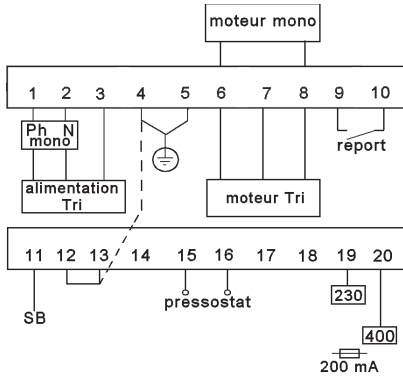 moteur mono
1 2 3 4 5 6 7 8 9 10
Ph N
mono
report
alimentation
Tri
moteur Tri
11 12 13 14 15 16 17 18 19 20
SB
pressostat
230
400
200 mA